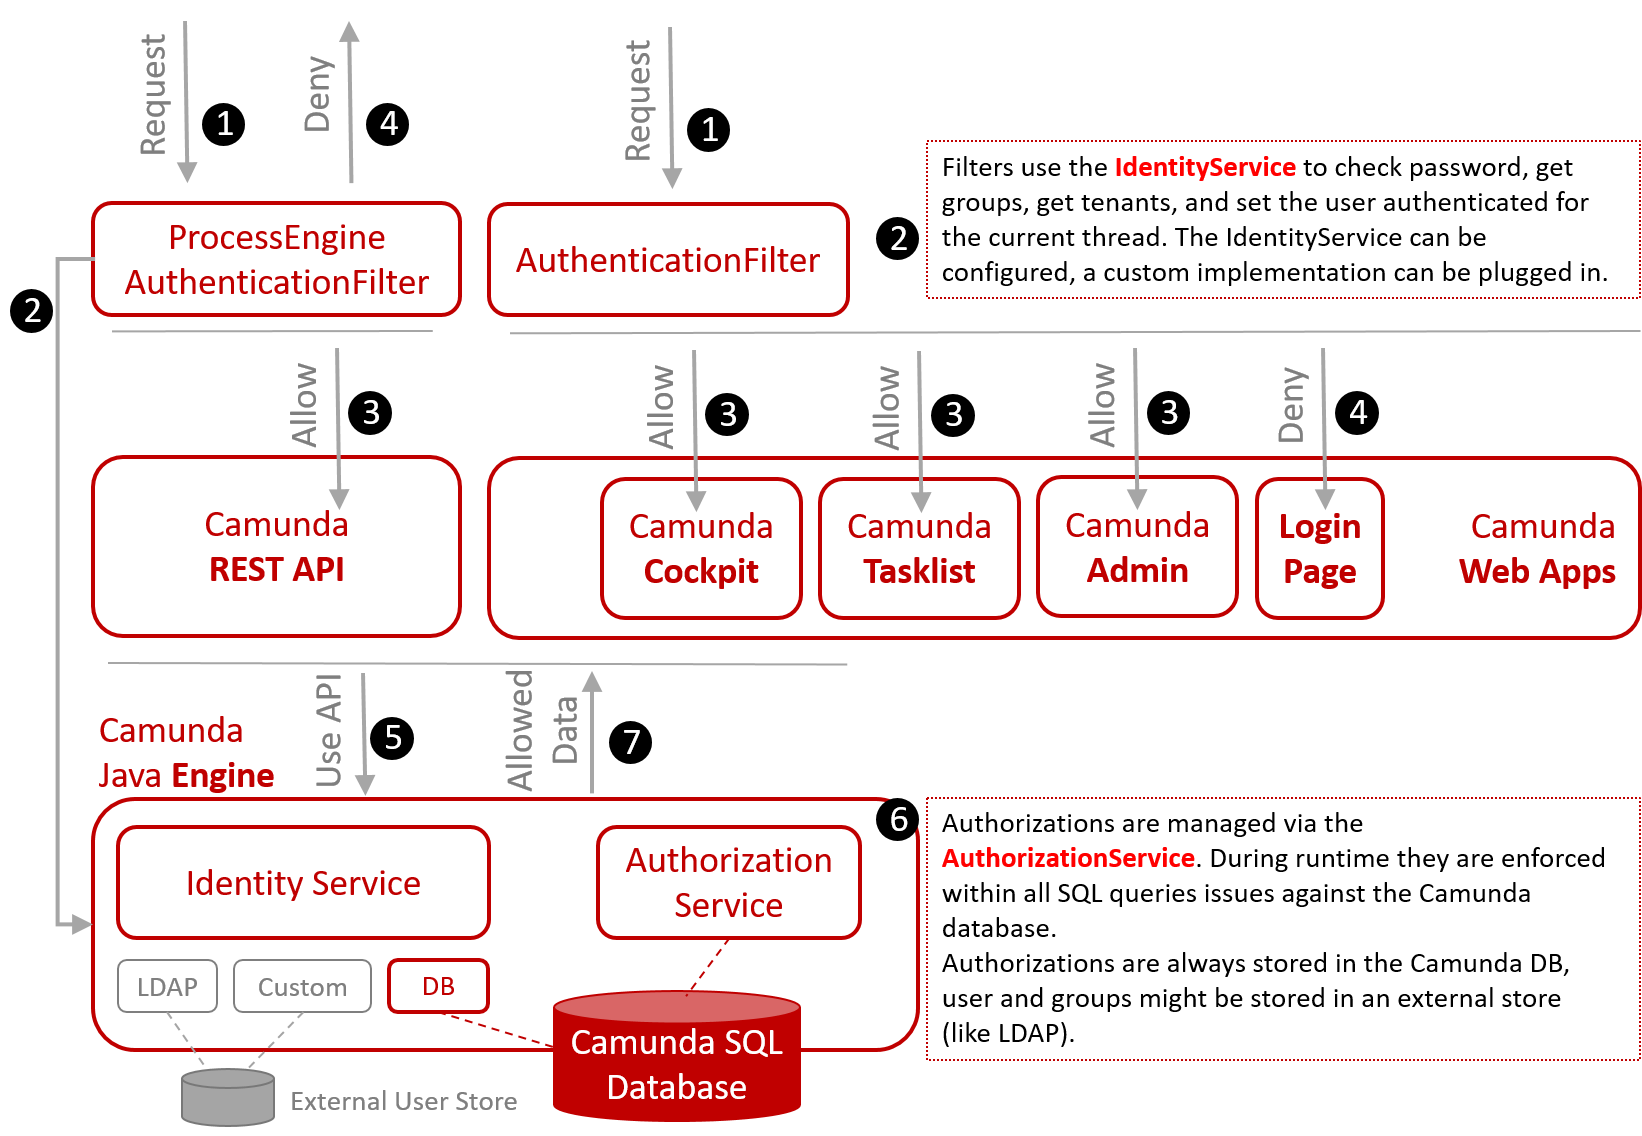 Request
1
Deny
4
Request
1
ProcessEngine
AuthenticationFilter
AuthenticationFilter
2
Filters use the IdentityService to check password, get
groups, get tenants, and set the user authenticated for
the current thread. The IdentityService can be
configured, a custom implementation can be plugged in.
2
Allow
3
Allow
3
Allow
3
Allow
3
Deny
4
Camunda
REST API
Camunda
Cockpit
Camunda
Tasklist
Camunda
Admin
Login
Page
Camunda
Web Apps
Camunda
Java Engine
Use API
5
Allowed
Data
7
6
Identity Service
Authorization
Service
LDAP
Custom
DB
Camunda SQL
Database
External User Store
Authorizations are managed via the
AuthorizationService. During runtime they are enforced
within all SQL queries issues against the Camunda
database.
Authorizations are always stored in the Camunda DB,
user and groups might be stored in an external store
(like LDAP).